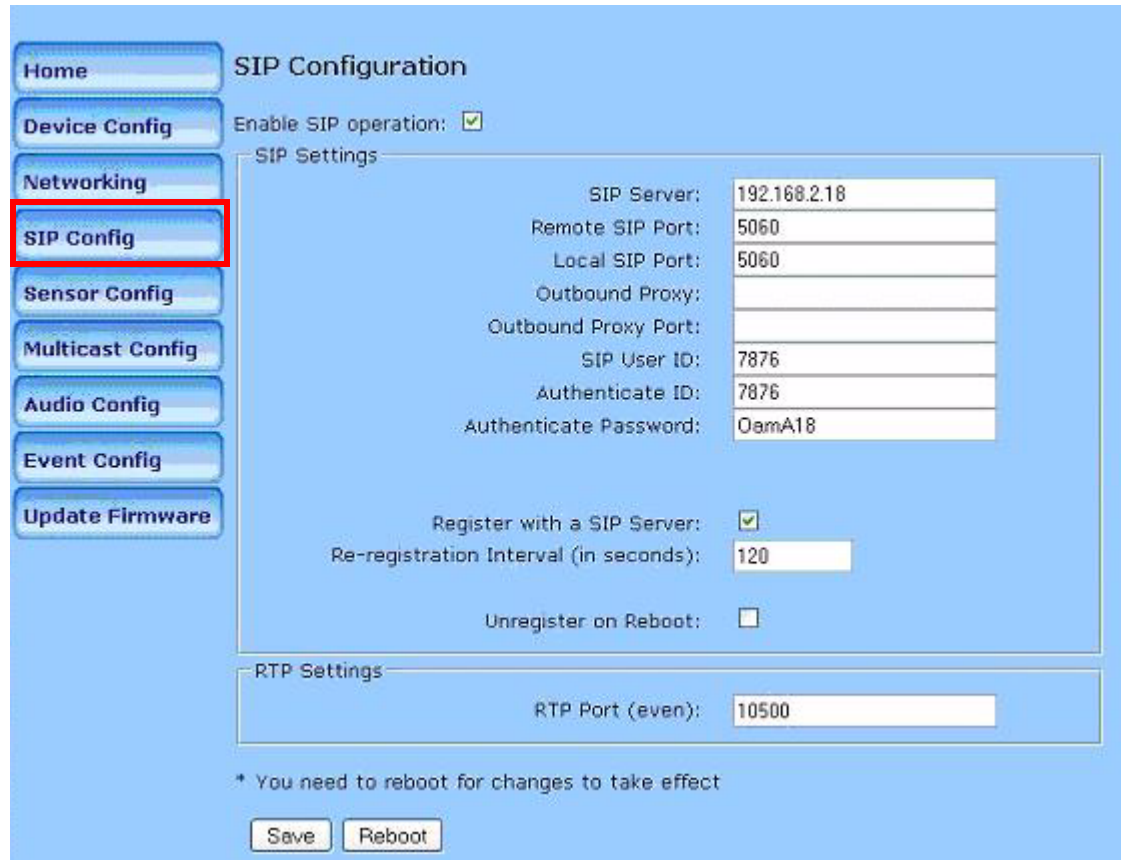 Home
Device Config
Networking
SIP Config
Sensor Config
Multicast Config
Audio Config
Event Config
Update Firmware
SIP Configuration
Enable SIP operation:
SIP Settings
SIP Server: 192.168.2.18
Remote SIP Port: 5060
Local SIP Port: 5060
Outbound Proxy:
Outbound Proxy Port:
SIP User ID: 7876
Authenticate ID: 7876
Authenticate Password: OamA18
Register with a SIP Server:
Re-registration Interval (in seconds): 120
Unregister on Reboot:
RTP Settings
RTP Port (even): 10500
* You need to reboot for changes to take effect
Save Reboot